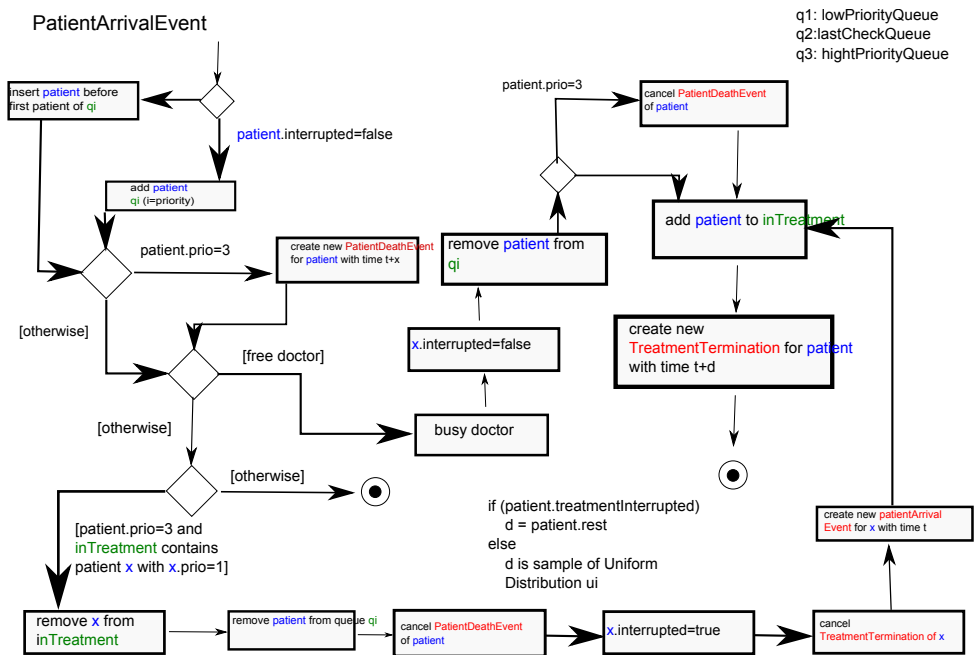 PatientArrivalEvent
q1: lowPriorityQueue
q2:lastCheckQueue
q3: hightPriorityQueue
insert patient before
first patient of qi
patient.interrupted=false
add patient
qi (i=priority)
patient.prio=3
create new PatientDeathEvent
for patient with time t+x
[otherwise]
[free doctor]
[otherwise]
busy doctor
x.interrupted=false
remove patient from
qi
patient.prio=3
cancel PatientDeathEvent
of patient
add patient to inTreatment
create new
TreatmentTermination for patient
with time t+d
[otherwise]
[patient.prio=3 and
inTreatment contains
patient x with x.prio=1]
if (patient.treatmentInterrupted)
d = patient.rest
else
d is sample of Uniform
Distribution ui
remove x from
inTreatment
remove patient from queue qi
cancel PatientDeathEvent
of patient
x.interrupted=true
cancel
TreatmentTermination of x
create new patientArrival
Event for x with time t